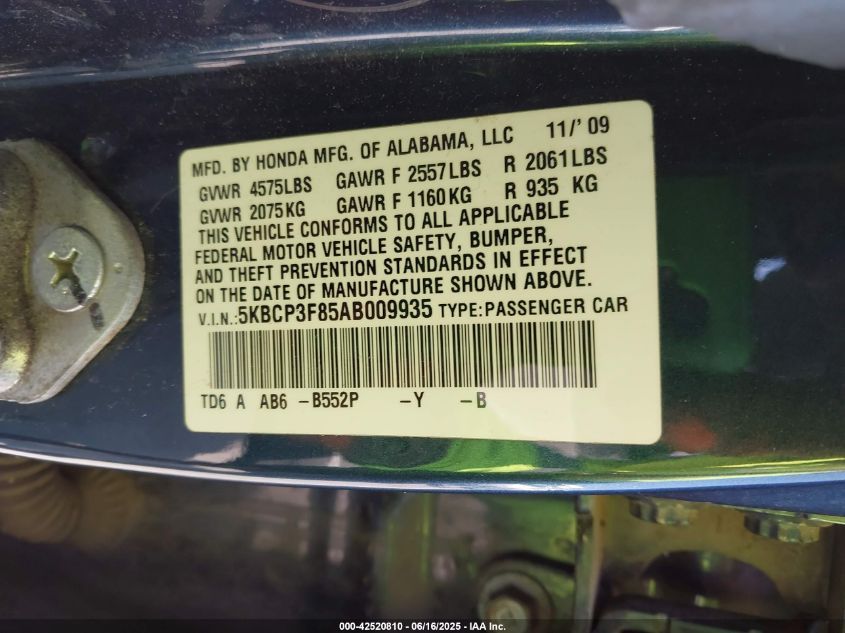 MFD. BY HONDA MFG. OF ALABAMA, LLC 11/'09
GVWR 4575LBS GAWR F 2557LBS R 2061LBS
GVWR 2075KG GAWR F 1160KG R 935 KG
THIS VEHICLE CONFORMS TO ALL APPLICABLE
FEDERAL MOTOR VEHICLE SAFETY, BUMPER,
AND THEFT PREVENTION STANDARDS IN EFFECT
ON THE DATE OF MANUFACTURE SHOWN ABOVE.
V.I.N.:5KBCP3F85AB009935 TYPE:PASSENGER CAR
TD6 A AB6 -B552P -Y -B
000-42520810 - 06/16/2025 - IAA Inc.